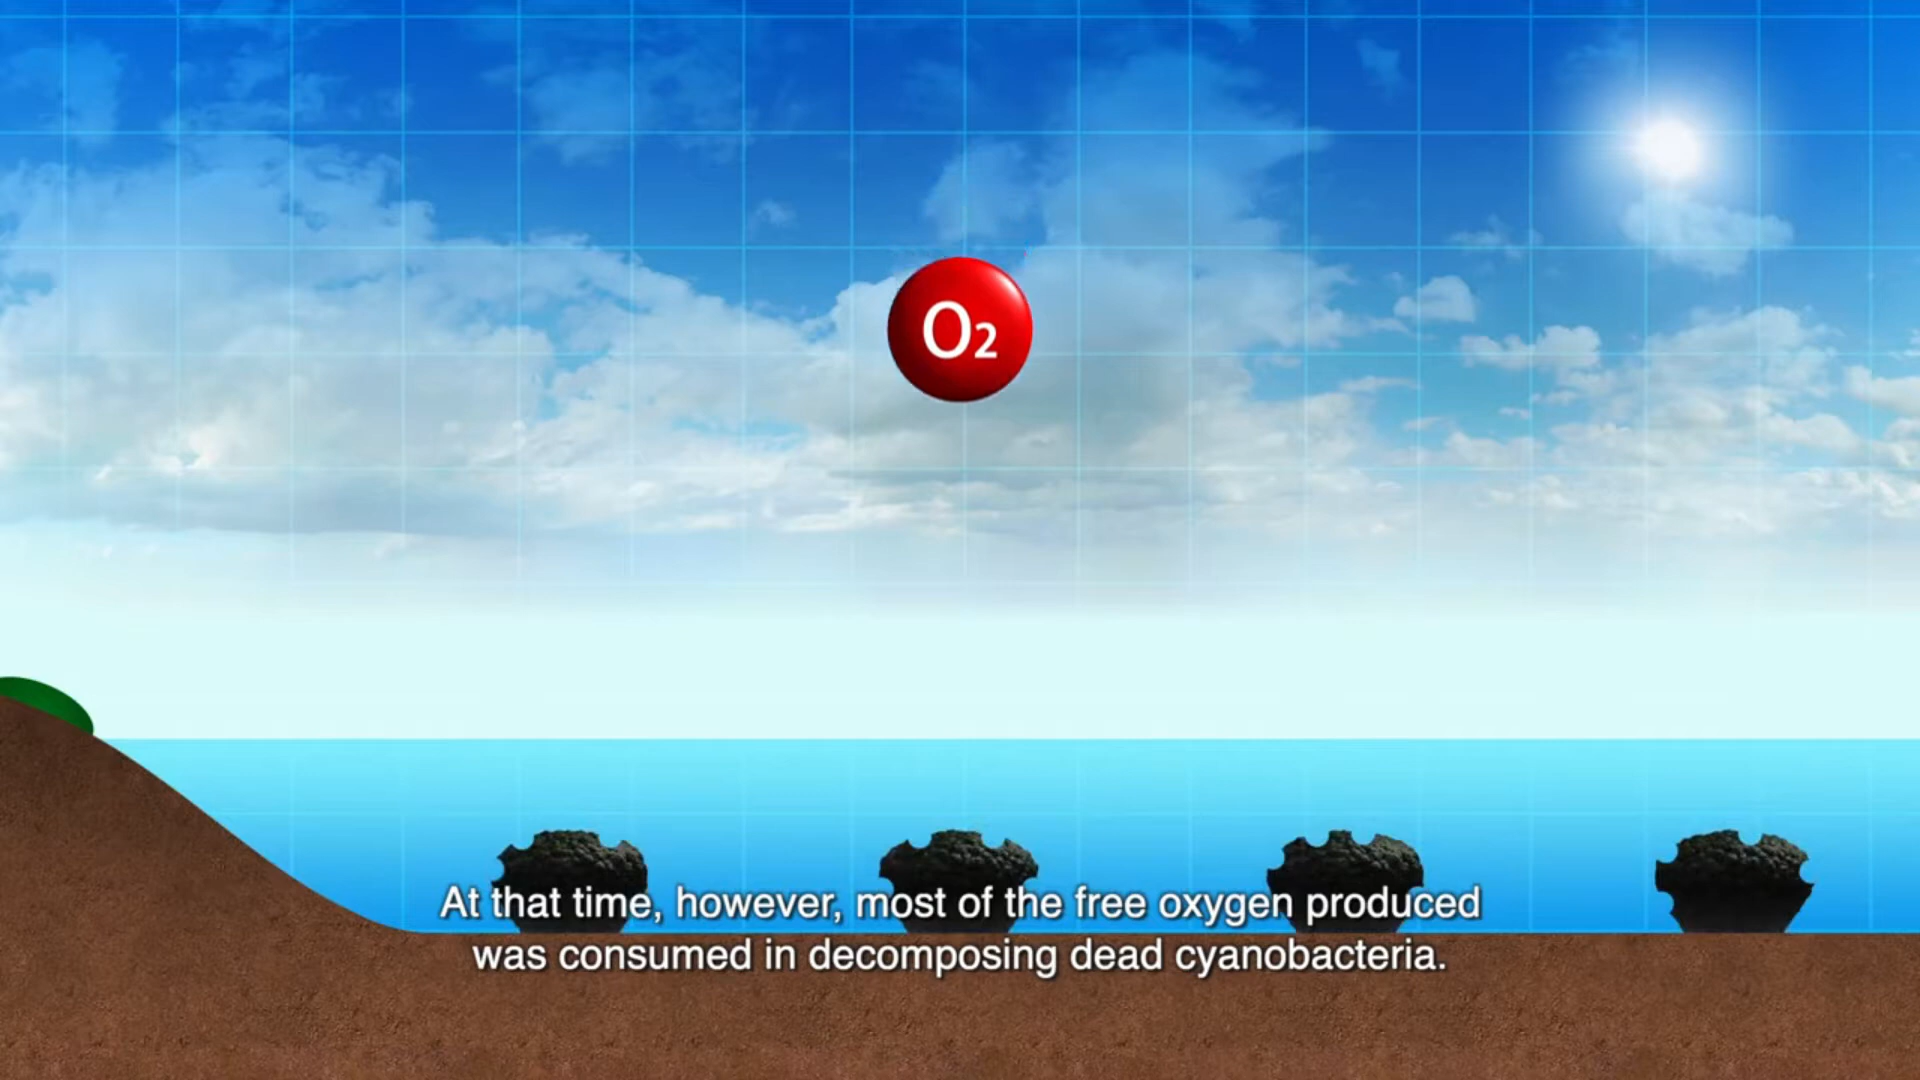 O2
At that time, however, most of the free oxygen produced
was consumed in decomposing dead cyanobacteria.